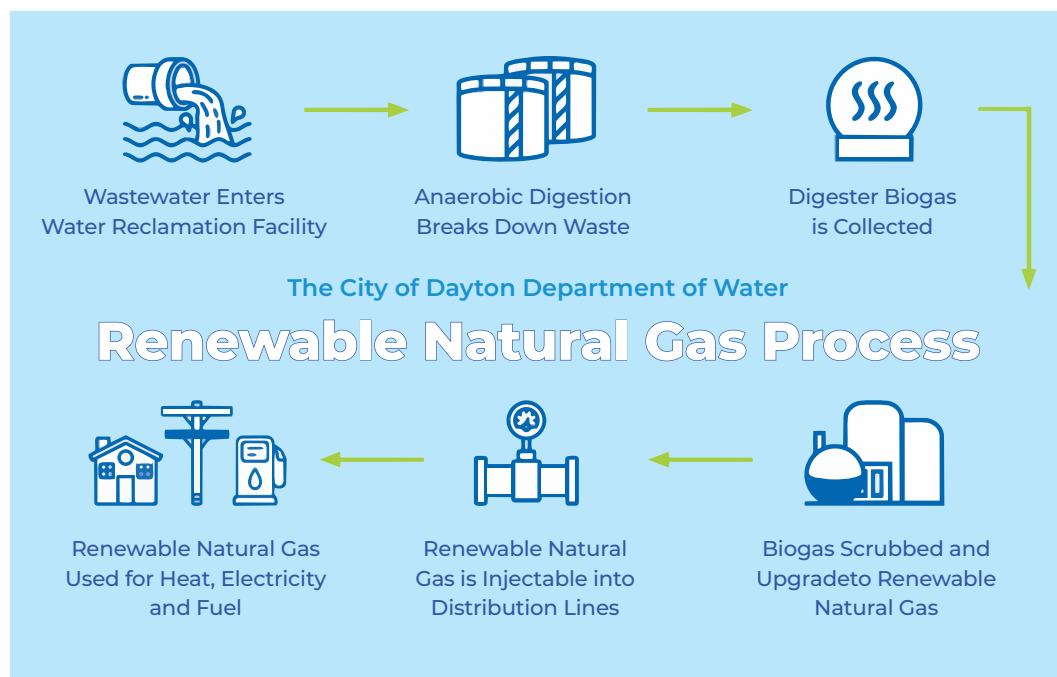 Wastewater Enters
Water Reclamation Facility
Anaerobic Digestion
Breaks Down Waste
Digester Biogas
is Collected
The City of Dayton Department of Water
Renewable Natural Gas Process
Renewable Natural Gas
Used for Heat, Electricity
and Fuel
Renewable Natural
Gas is Injectable into
Distribution Lines
Biogas Scrubbed and
Upgradeto Renewable
Natural Gas